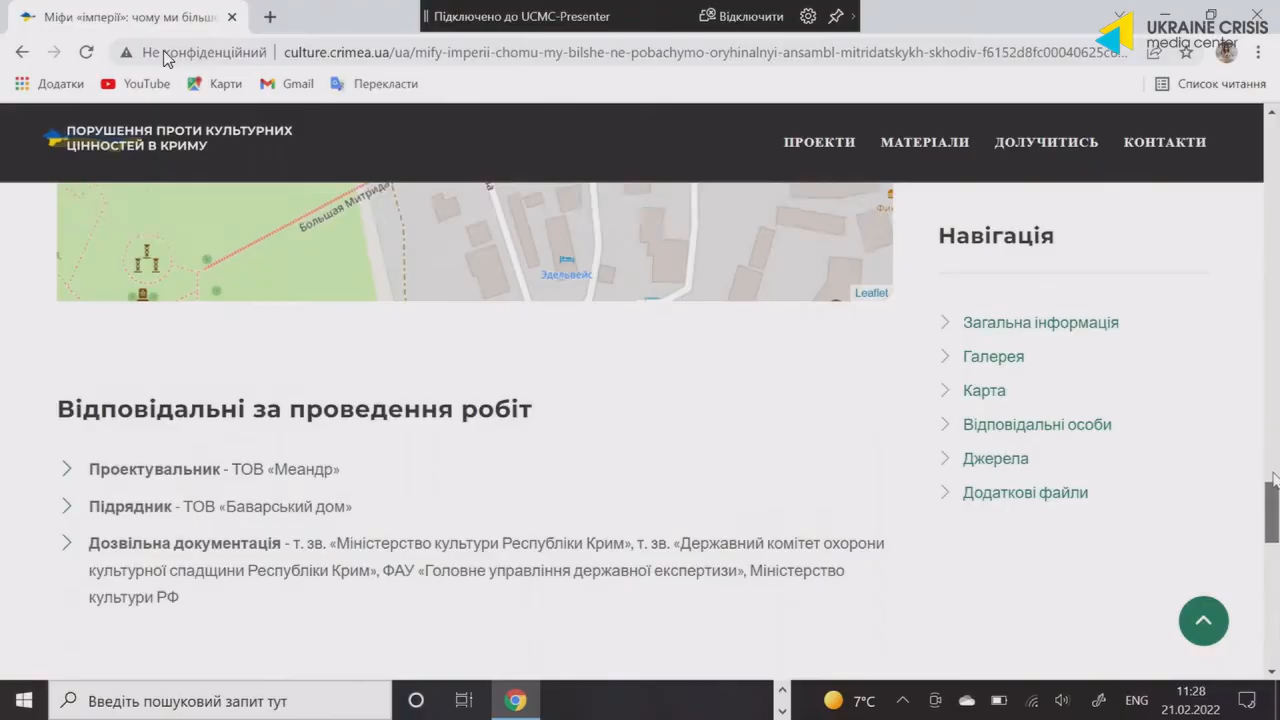 Міфи «імперії»: чому ми більше
Підключено до UCMC-Presenter
Відключити
UKRAINE CRISIS
media center
Не конфіденційний
culture.crimea.ua/ua/mify-imperii-chomu-my-bilshe-ne-pobachymo-oryhinalnyi-ansambl-mitridatskykh-skhodiv-f6152d8fc00040625c6...
Додатки
YouTube
Карти
Gmail
Перекласти
Список читання
ПОРУШЕННЯ ПРОТИ КУЛЬТУРНИХ
ЦІННОСТЕЙ В КРИМУ
ПРОЕКТИ
МАТЕРІАЛИ
ДОЛУЧИТИСЬ
КОНТАКТИ
Большая Митрида
Эдельвейс
Leaflet
Навігація
Загальна інформація
Галерея
Карта
Відповідальні особи
Джерела
Додаткові файли
Відповідальні за проведення робіт
Проектувальник - ТОВ «Меандр»
Підрядник - ТОВ «Баварський дом»
Дозвільна документація - т. зв. «Міністерство культури Республіки Крим», т. зв. «Державний комітет охорони
культурної спадщини Республіки Крим», ФАУ «Головне управління державної експертизи», Міністерство
культури РФ
Введіть пошуковий запит тут
7°C
ENG
11:28
21.02.2022